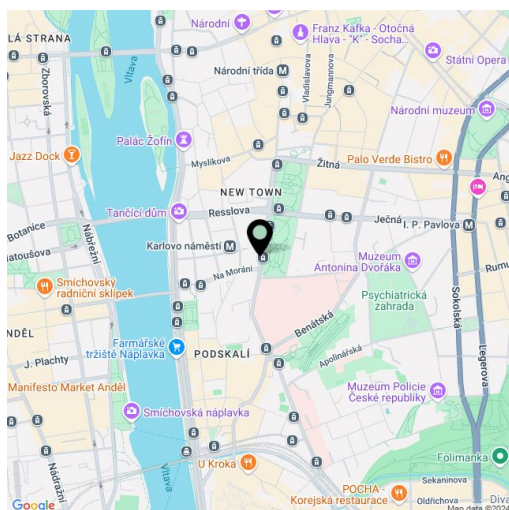 Národní
Franz Kafka - Otočná
Hlava - "K" - Socha...
LÁ STRANA
Vltava
Státní Opera
Národní třída M
Vladislavova
Jungmannova
Zborovská
Národní muzeum
Palác Žofín
Jazz Dock
Myslíkova
Žitná
Palo Verde Bistro
Ang
NEW TOWN
Tančící dům
Resslova
Ječná
I. P. Pavlova M
Botanice
Karlovo náměstí M
Matoušova
Nábřežní
Na Moráni
Muzeum
Antonína Dvořáka
Rumu
Smíchovský
radniční sklípek
Psychiatrická
zahrada
Sokolská
Legerova
Benátská
NDĚL
Farmářské
tržiště Náplavka
PODSKALÍ
Apolinářská
J. Plachty
Manifesto Market Anděl
Muzeum Policie
České republiky
Smíchovská náplavka
Folimanka
Nádražní
Vltava
U Kroka
Sekaninova
POCHA -
Korejská restaurace
Oldřichova
Diva
Google
Map data ©2024